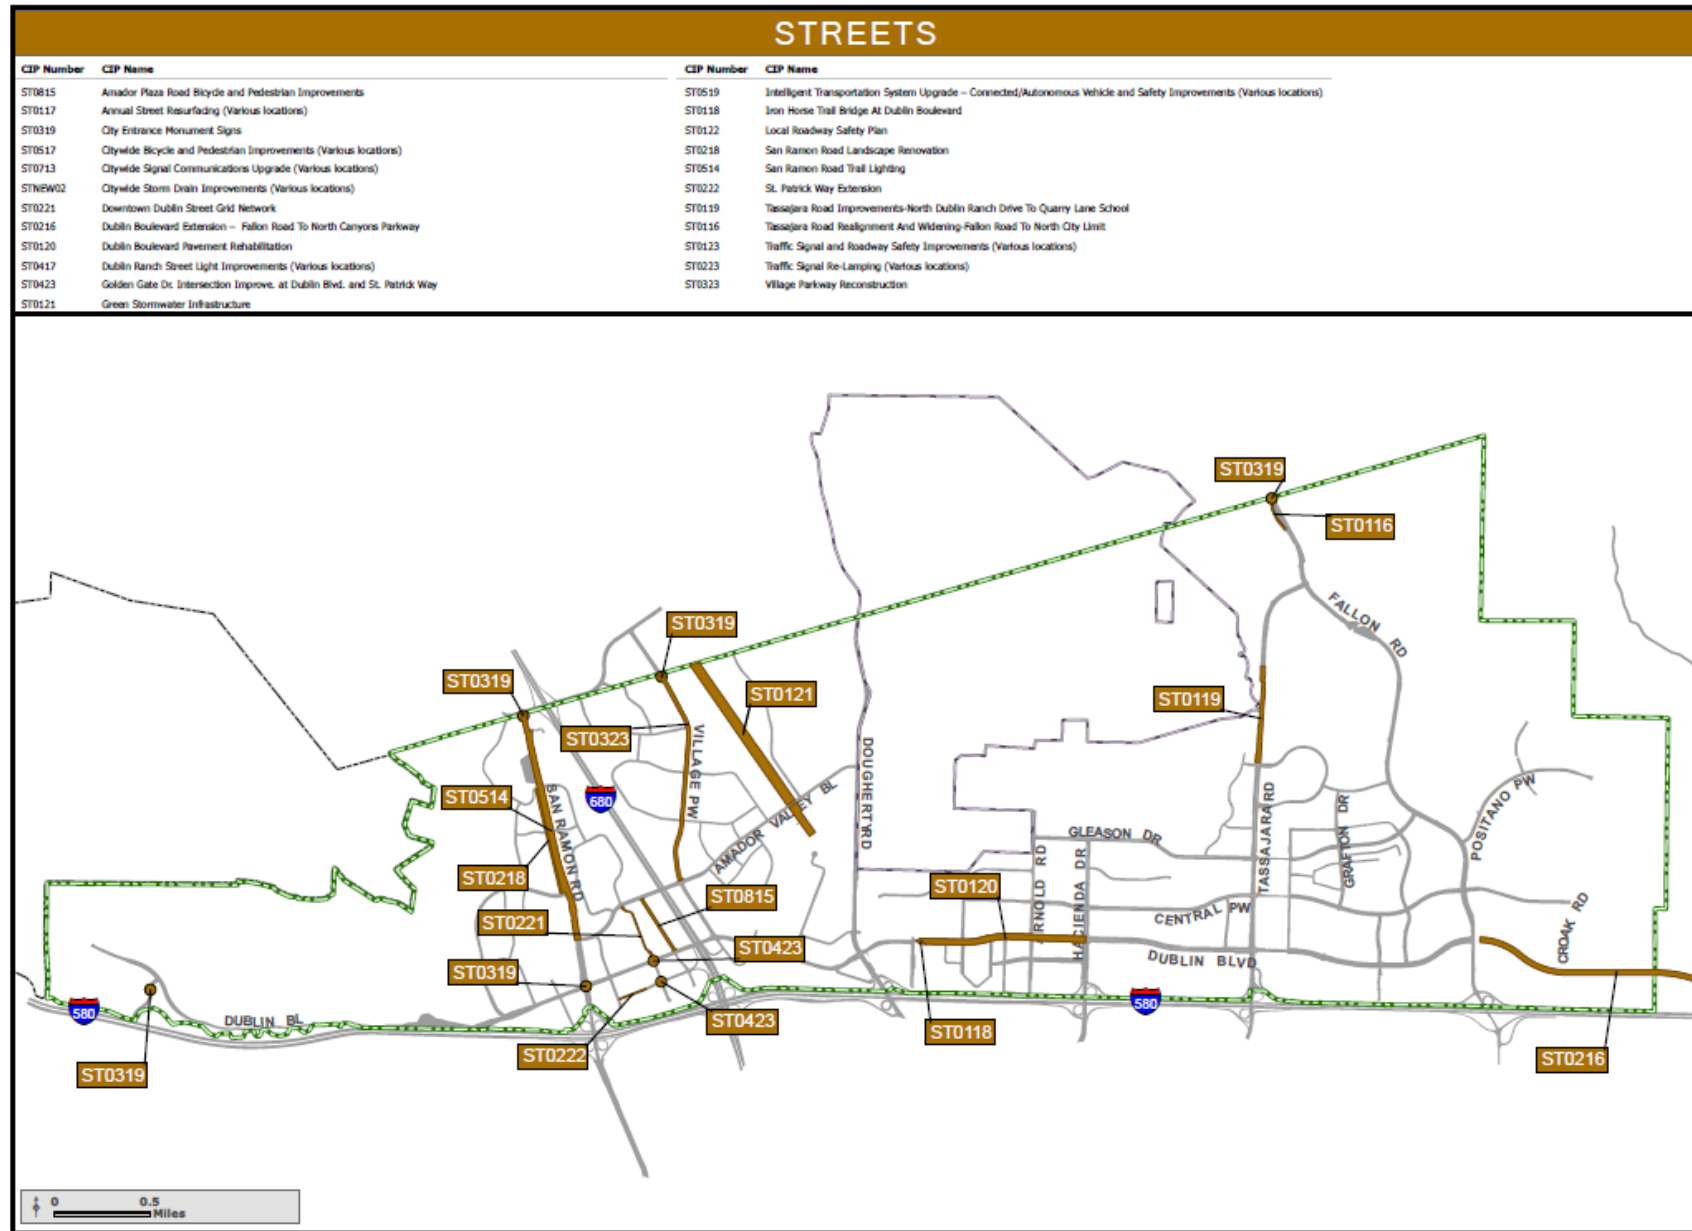 STREETS
CIP Number CIP Name
ST0815 Amador Plaza Road Bicycle and Pedestrian Improvements
ST0117 Annual Street Resurfacing (Various locations)
ST0319 City Entrance Monument Signs
ST0517 Citywide Bicycle and Pedestrian Improvements (Various locations)
ST0713 Citywide Signal Communications Upgrade (Various locations)
STNEW02 Citywide Storm Drain Improvements (Various locations)
ST0221 Downtown Dublin Street Grid Network
ST0216 Dublin Boulevard Extension – Fallon Road To North Canyons Parkway
ST0120 Dublin Boulevard Pavement Rehabilitation
ST0417 Dublin Ranch Street Light Improvements (Various locations)
ST0423 Golden Gate Dr. Intersection Improve. at Dublin Blvd. and St. Patrick Way
ST0121 Green Stormwater Infrastructure
CIP Number CIP Name
ST0519 Intelligent Transportation System Upgrade – Connected/Autonomous Vehicle and Safety Improvements (Various locations)
ST0118 Iron Horse Trail Bridge At Dublin Boulevard
ST0122 Local Roadway Safety Plan
ST0218 San Ramon Road Landscape Renovation
ST0514 San Ramon Road Trail Lighting
ST0222 St. Patrick Way Extension
ST0119 Tassajara Road Improvements-North Dublin Ranch Drive To Quarry Lane School
ST0116 Tassajara Road Realignment And Widening-Fallon Road To North City Limit
ST0123 Traffic Signal and Roadway Safety Improvements (Various locations)
ST0223 Traffic Signal Re-Lamping (Various locations)
ST0323 Village Parkway Reconstruction
ST0319
ST0116
FALLON RD
ST0319
ST0319
ST0121
ST0119
ST0323
VILLAGE PW
DOUGHERTY RD
680
ST0514
SAN RAMON RD
AMADOR VALLEY BL
TASSAJARA RD
GRAFTON DR
POSITANO PW
GLEASON DR
ARNOLD RD
HACIENDA DR
ST0218
ST0120
ST0815
ST0221
CENTRAL PW
CROAK RD
ST0423
DUBLIN BLVD
ST0319
580
580
DUBLIN BL
ST0423
ST0118
ST0222
ST0216
ST0319
0 0.5
Miles